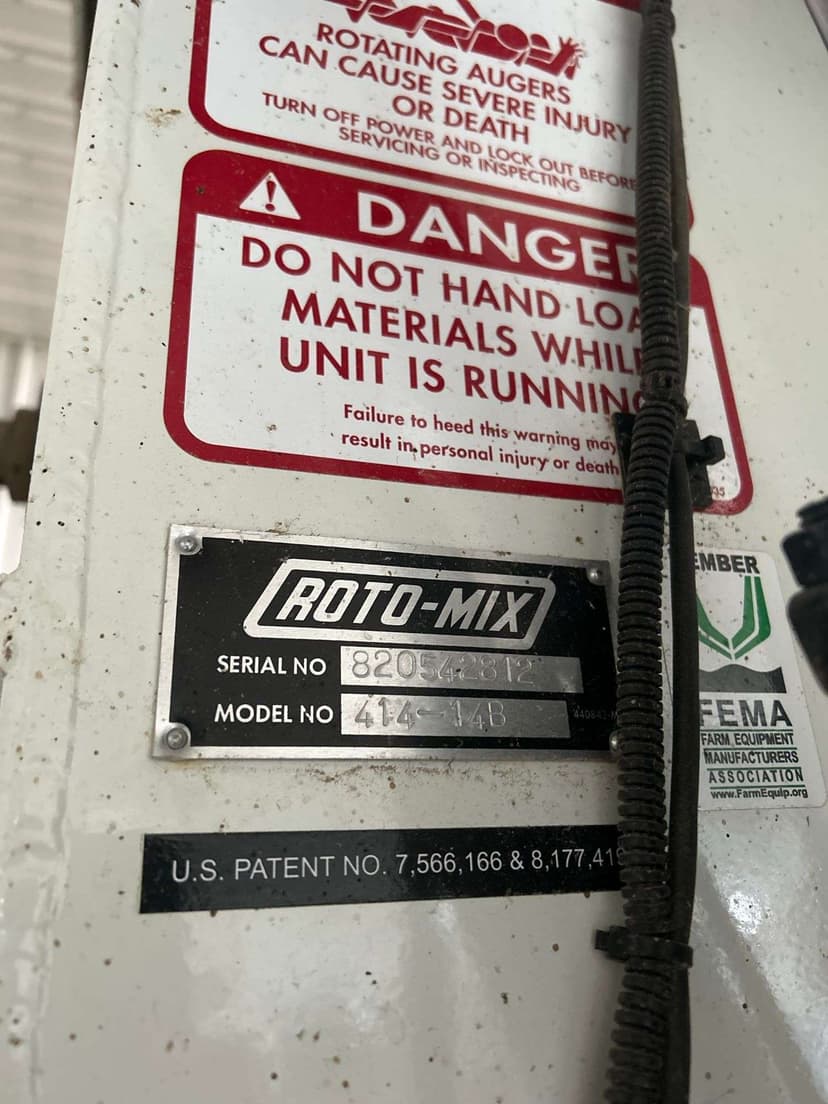 ROTATING AUGERS
CAN CAUSE SEVERE INJURY
OR DEATH
TURN OFF POWER AND LOCK OUT BEFORE
SERVICING OR INSPECTING
DANGER
DO NOT HAND LOA
MATERIALS WHIL
UNIT IS RUNNING
Failure to heed this warning may
result in personal injury or death
35
ROTO-MIX
SERIAL NO 820542812
MODEL NO 414-14B
EMBER
FEMA
FARM EQUIPMENT
MANUFACTURERS
ASSOCIATION
www.FarmEquip.org
U.S. PATENT NO. 7,566,166 & 8,177,419